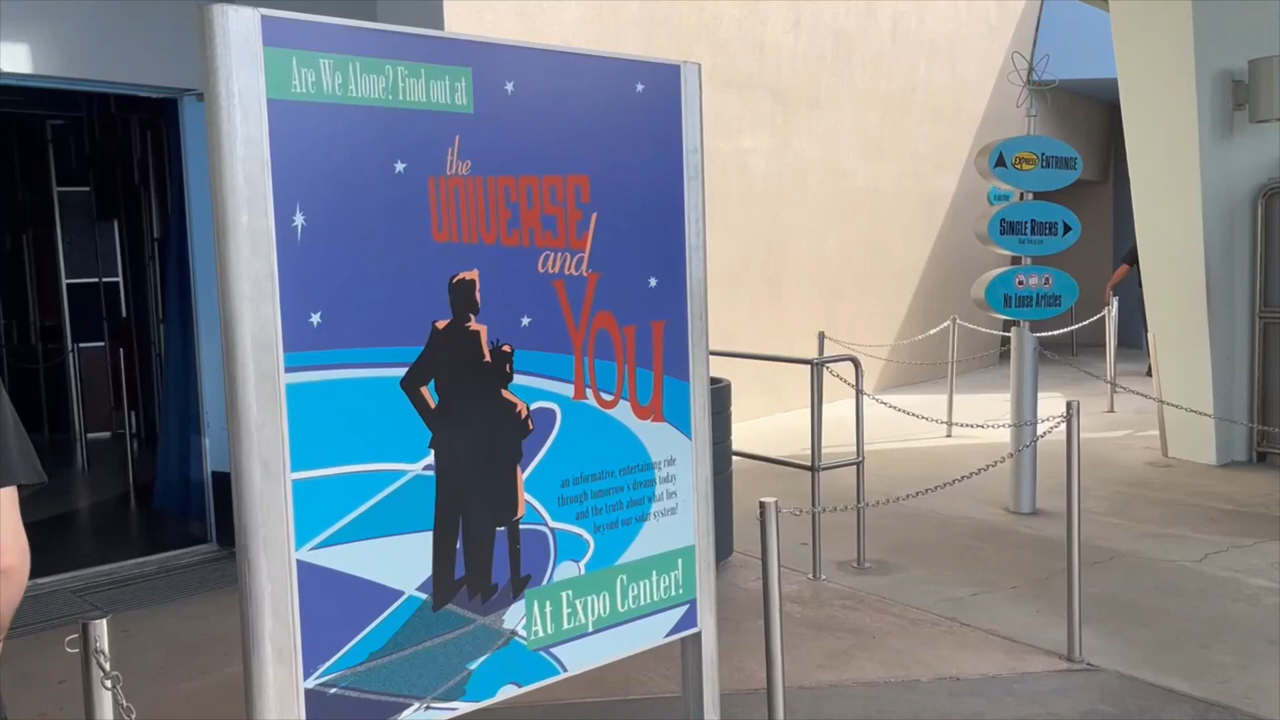 Are We Alone? Find out at
the
UNIVERSE
and
You
an informative, entertaining ride
through tomorrow's dreams today
and the truth about what lies
beyond our solar system!
At Expo Center!
EXPRESS ENTRANCE
SINGLE RIDERS
No Loose Articles